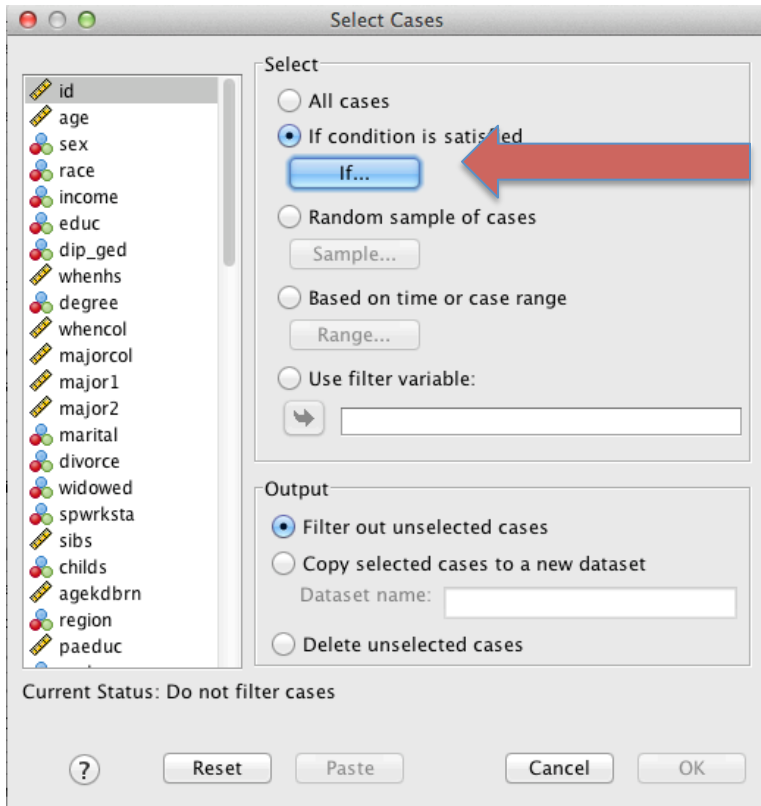 Select Cases
id
age
sex
race
income
educ
dip_ged
whenhs
degree
whencol
majorcol
major1
major2
marital
divorce
widowed
spwrksta
sibs
childs
agekdbrn
region
paeduc
Select
All cases
If condition is satisfied
If...
Random sample of cases
Sample...
Based on time or case range
Range...
Use filter variable:
Output
Filter out unselected cases
Copy selected cases to a new dataset
Dataset name:
Delete unselected cases
Current Status: Do not filter cases
?
Reset
Paste
Cancel
OK